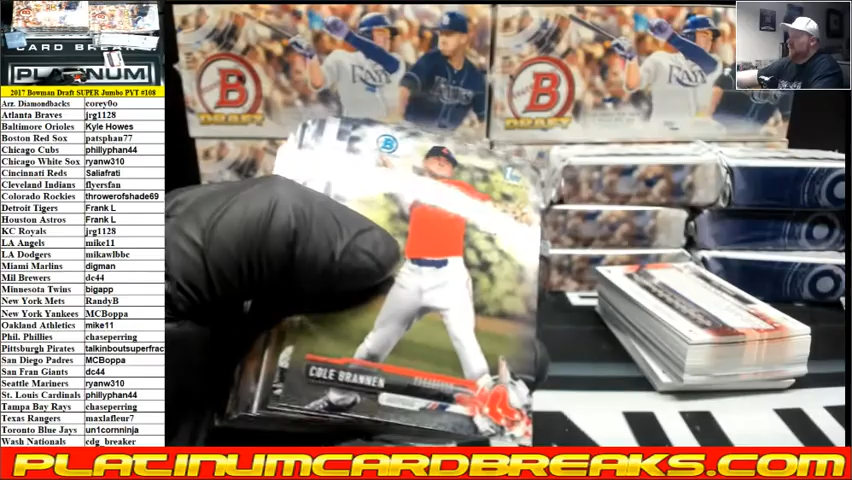 CARD BREAKS
PLATINUM
2017 Bowman Draft SUPER Jumbo PYT #108
Arz. Diamondbacks corey0o
Atlanta Braves jrg1128
Baltimore Orioles Kyle Howes
Boston Red Sox patsphan77
Chicago Cubs phillyphan44
Chicago White Sox ryanw310
Cincinnati Reds Saliafrati
Cleveland Indians flyersfan
Colorado Rockies throwerofshade69
Detroit Tigers Frank L
Houston Astros Frank L
KC Royals jrg1128
LA Angels mike11
LA Dodgers mikawlbbc
Miami Marlins digman
Mil Brewers dc44
Minnesota Twins bigapp
New York Mets RandyB
New York Yankees MCBoppa
Oakland Athletics mike11
Phil. Phillies chaseperring
Pittsburgh Pirates talkinboutsuperfrac
San Diego Padres MCBoppa
San Fran Giants dc44
Seattle Mariners ryanw310
St. Louis Cardinals phillyphan44
Tampa Bay Rays chaseperring
Texas Rangers maxlafleur7
Toronto Blue Jays un1cornninja
Wash Nationals cdg_breaker
B
DRAFT
RAYS
B
DRAFT
RAYS
COLE BRANNEN
PLATINUMCARDBREAKS.COM